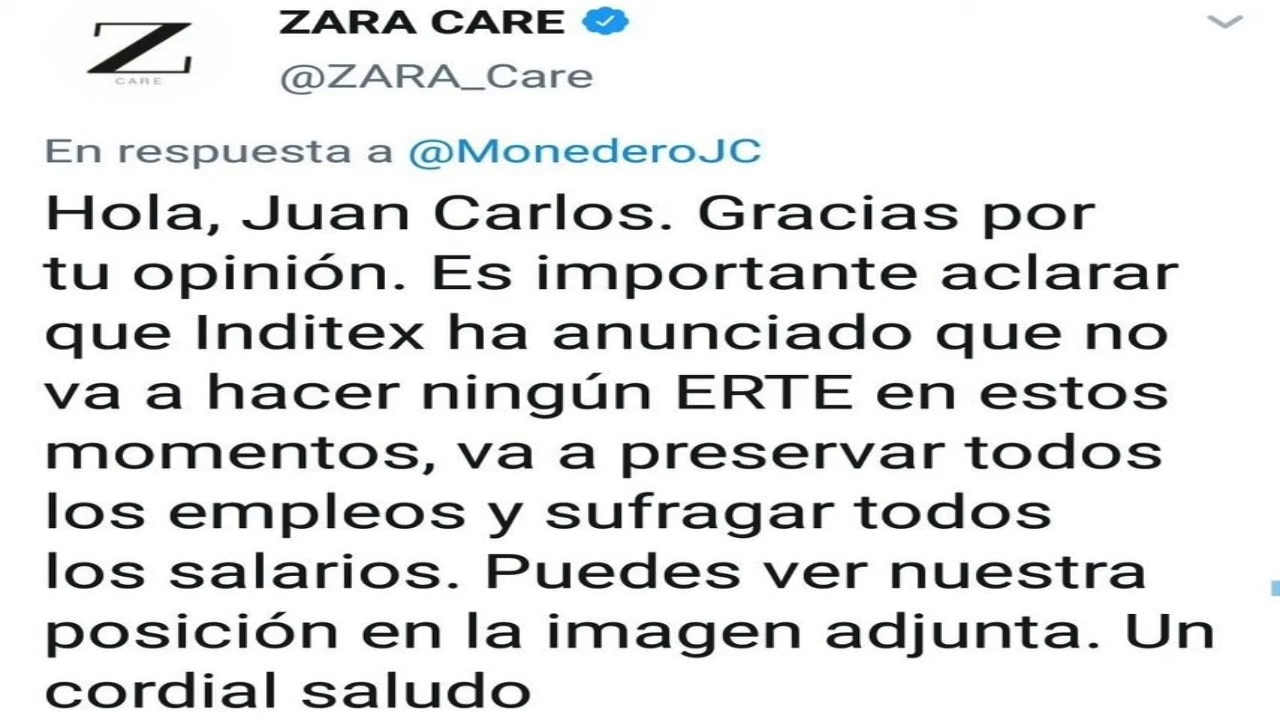 Z
CARE
ZARA CARE
@ZARA_Care
En respuesta a @MonederoJC
Hola, Juan Carlos. Gracias por
tu opinión. Es importante aclarar
que Inditex ha anunciado que no
va a hacer ningún ERTE en estos
momentos, va a preservar todos
los empleos y sufragar todos
los salarios. Puedes ver nuestra
posición en la imagen adjunta. Un
cordial saludo